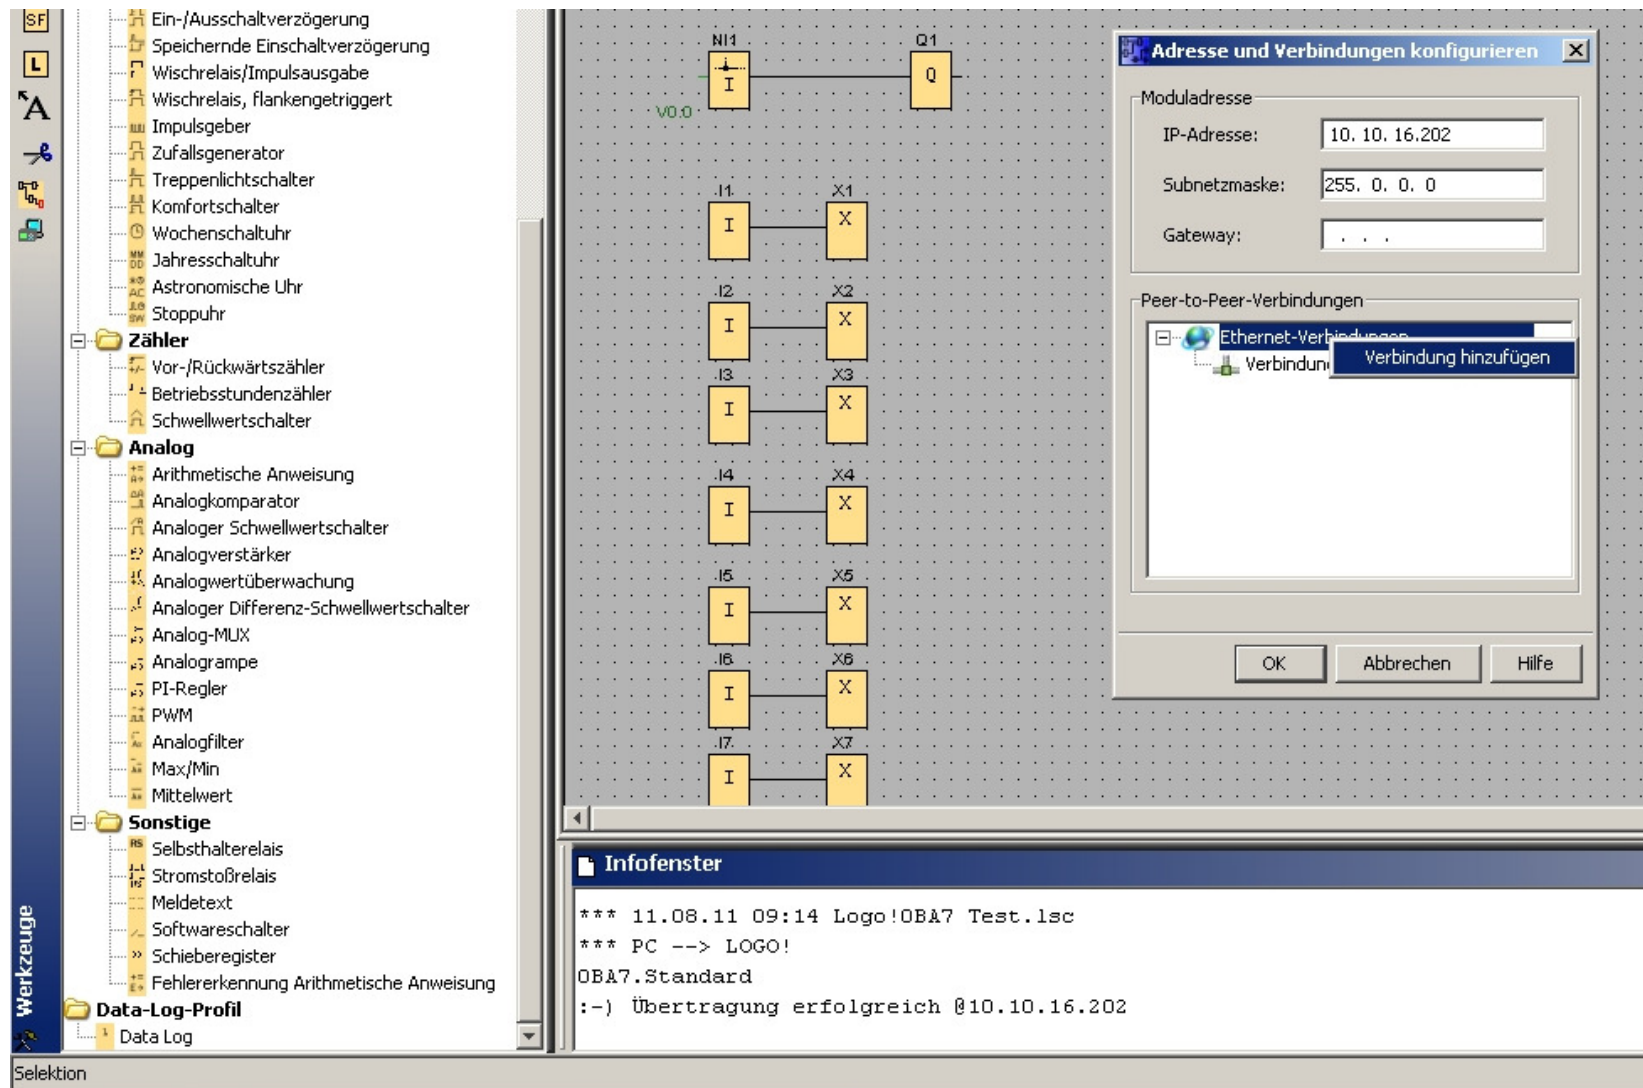 SF
L
A
Werkzeuge
Ein-/Ausschaltverzögerung
Speichernde Einschaltverzögerung
Wischrelais/Impulsausgabe
Wischrelais, flankengetriggert
Impulsgeber
Zufallsgenerator
Treppenlichtschalter
Komfortschalter
Wochenschaltuhr
Jahresschaltuhr
Astronomische Uhr
Stoppuhr
Zähler
Vor-/Rückwärtszähler
Betriebsstundenzähler
Schwellwertschalter
Analog
Arithmetische Anweisung
Analogkomparator
Analoger Schwellwertschalter
Analogverstärker
Analogwertüberwachung
Analoger Differenz-Schwellwertschalter
Analog-MUX
Analogrampe
PI-Regler
PWM
Analogfilter
Max/Min
Mittelwert
Sonstige
Selbsthalterelais
Stromstoßrelais
Meldetext
Softwareschalter
Schieberegister
Fehlererkennung Arithmetische Anweisung
Data-Log-Profil
Data Log
NI1 Q1
I Q
V0.0
I1 X1
I X
I2 X2
I X
I3 X3
I X
I4 X4
I X
I5 X5
I X
I6 X6
I X
I7 X7
I X
Adresse und Verbindungen konfigurieren
Moduladresse
IP-Adresse: 10. 10. 16.202
Subnetzmaske: 255. 0. 0. 0
Gateway: . . .
Peer-to-Peer-Verbindungen
Ethernet-Verbindungen
Verbindung hinzufügen
OK Abbrechen Hilfe
Infofenster
*** 11.08.11 09:14 Logo!0BA7 Test.lsc
*** PC --> LOGO!
0BA7.Standard
:-) Übertragung erfolgreich @10.10.16.202
Selektion